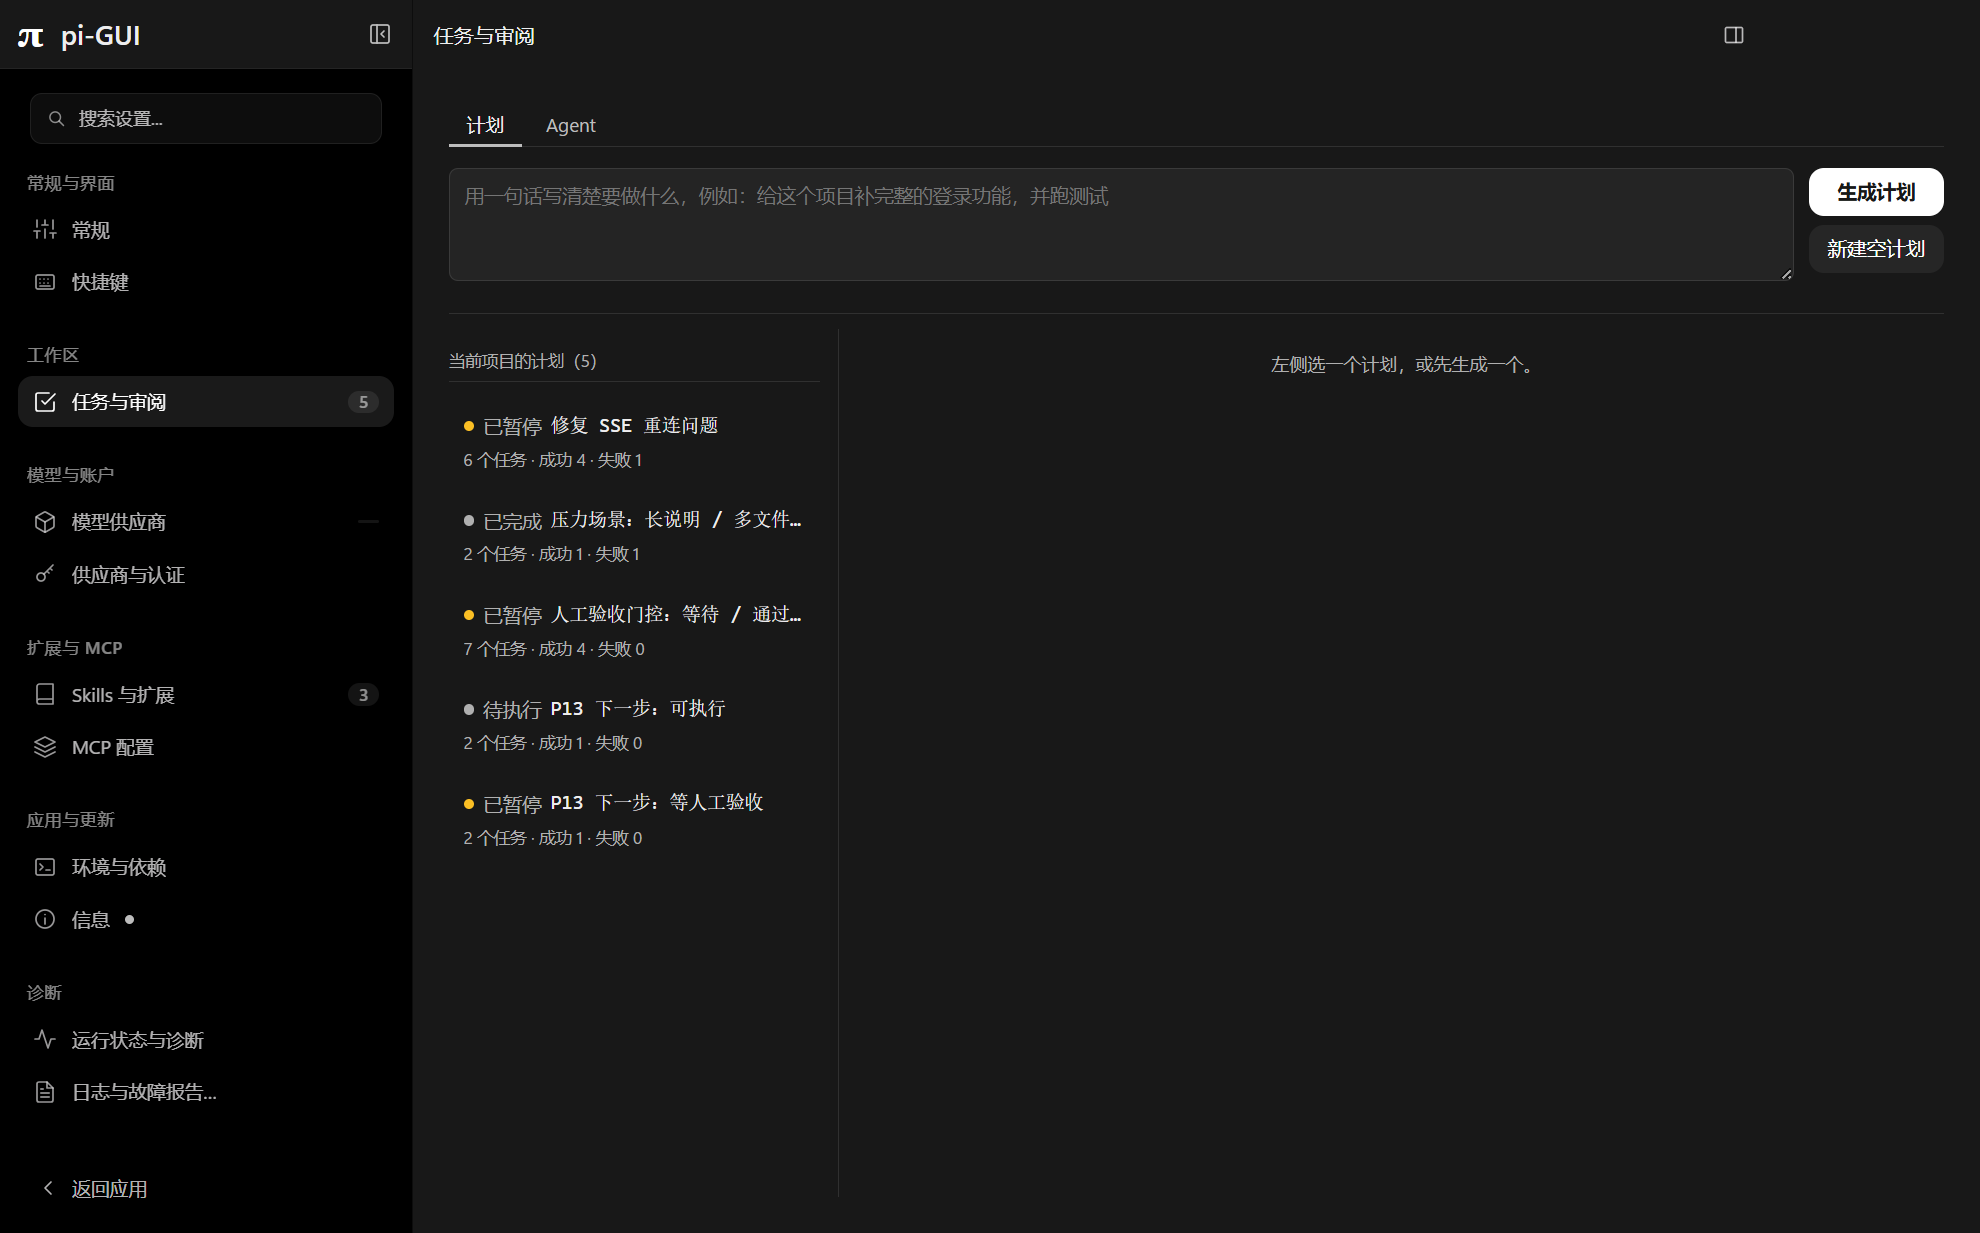 π pi-GUI
搜索设置...
常规与界面
常规
快捷键
工作区
任务与审阅 5
模型与账户
模型供应商
供应商与认证
扩展与 MCP
Skills 与扩展 3
MCP 配置
应用与更新
环境与依赖
信息
诊断
运行状态与诊断
日志与故障报告...
返回应用
任务与审阅
计划 Agent
用一句话写清楚要做什么，例如：给这个项目补完整的登录功能，并跑测试
生成计划
新建空计划
当前项目的计划（5）
已暂停 修复 SSE 重连问题
6 个任务 · 成功 4 · 失败 1
已完成 压力场景：长说明 / 多文件…
2 个任务 · 成功 1 · 失败 1
已暂停 人工验收门控：等待 / 通过…
7 个任务 · 成功 4 · 失败 0
待执行 P13 下一步：可执行
2 个任务 · 成功 1 · 失败 0
已暂停 P13 下一步：等人工验收
2 个任务 · 成功 1 · 失败 0
左侧选一个计划，或先生成一个。